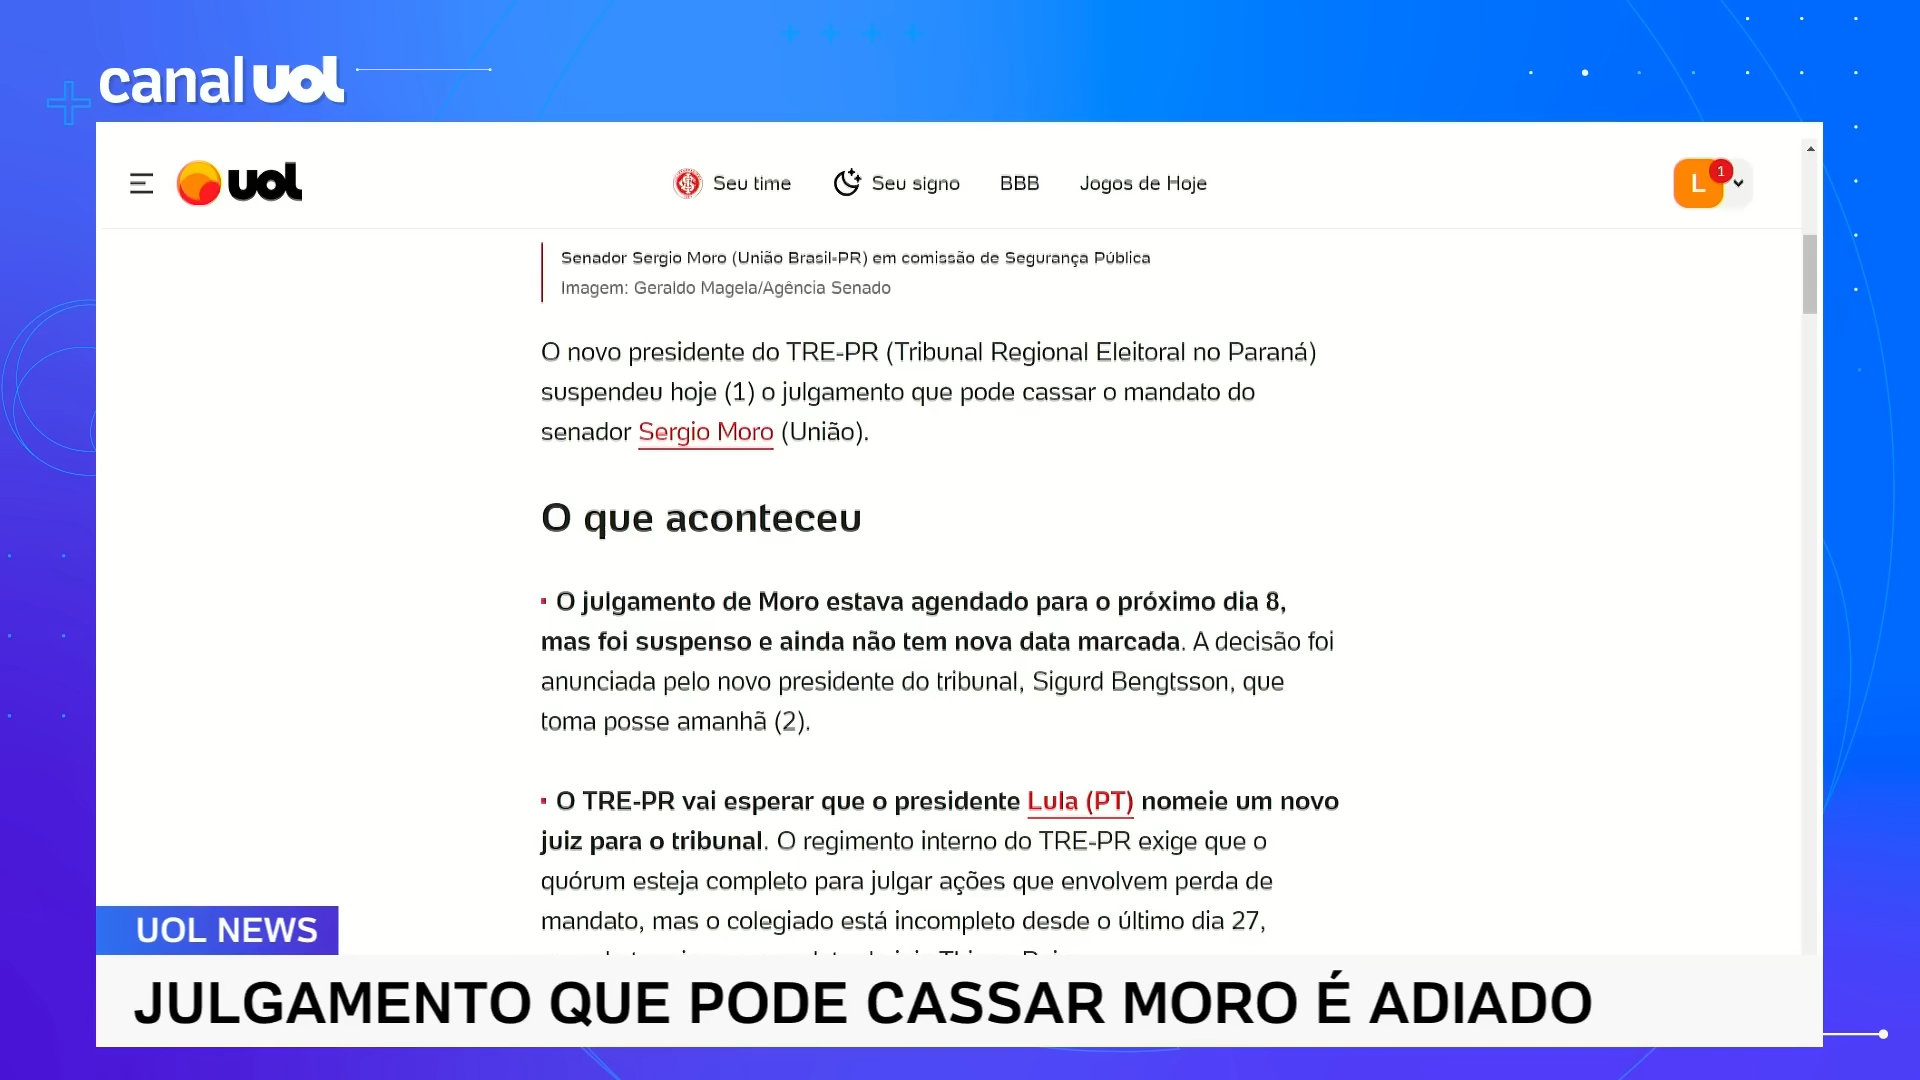 canal uol
uol
Seu time
Seu signo
BBB
Jogos de Hoje
L
1
Senador Sergio Moro (União Brasil-PR) em comissão de Segurança Pública
Imagem: Geraldo Magela/Agência Senado
O novo presidente do TRE-PR (Tribunal Regional Eleitoral no Paraná)
suspendeu hoje (1) o julgamento que pode cassar o mandato do
senador Sergio Moro (União).
O que aconteceu
O julgamento de Moro estava agendado para o próximo dia 8,
mas foi suspenso e ainda não tem nova data marcada. A decisão foi
anunciada pelo novo presidente do tribunal, Sigurd Bengtsson, que
toma posse amanhã (2).
O TRE-PR vai esperar que o presidente Lula (PT) nomeie um novo
juiz para o tribunal. O regimento interno do TRE-PR exige que o
quórum esteja completo para julgar ações que envolvem perda de
mandato, mas o colegiado está incompleto desde o último dia 27,
UOL NEWS
JULGAMENTO QUE PODE CASSAR MORO É ADIADO